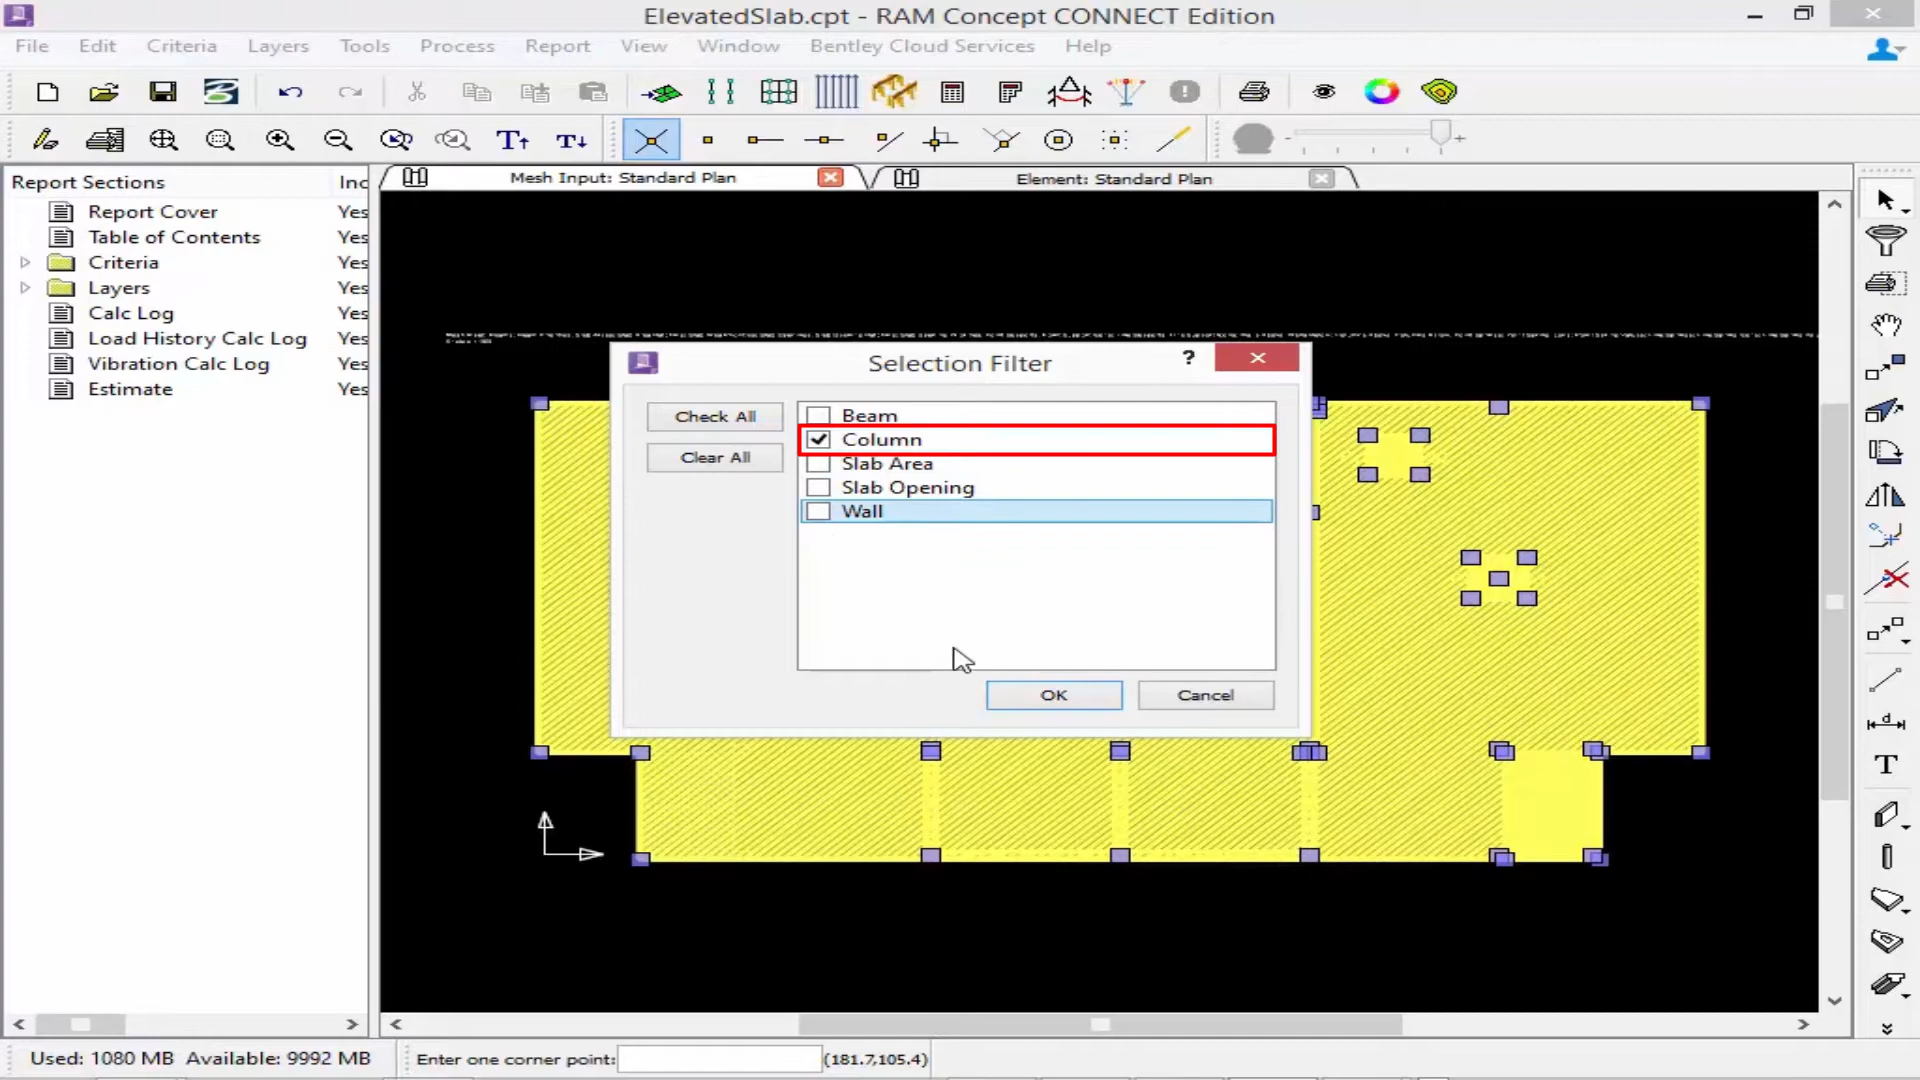 ElevatedSlab.cpt - RAM Concept CONNECT Edition
File Edit Criteria Layers Tools Process Report View Window Bentley Cloud Services Help
Report Sections Inc
Report Cover Yes
Table of Contents Yes
Criteria Yes
Layers Yes
Calc Log Yes
Load History Calc Log Yes
Vibration Calc Log Yes
Estimate Yes
Mesh Input: Standard Plan
Element: Standard Plan
Selection Filter
Check All
Clear All
Beam
Column
Slab Area
Slab Opening
Wall
OK
Cancel
Used: 1080 MB Available: 9992 MB
Enter one corner point: (181.7,105.4)